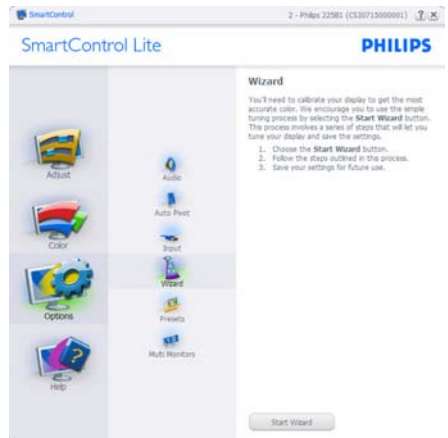 SmartControl
2 - Philips 225B1 (CS30715000001) ? X
SmartControl Lite
PHILIPS
Adjust
Color
Options
Help
Audio
Auto Pivot
Input
Wizard
Presets
Multi Monitors
Wizard
You'll need to calibrate your display to get the most
accurate color. We encourage you to use the simple
tuning process by selecting the Start Wizard button.
This process involves a series of steps that will let you
tune your display and save the settings.
1. Choose the Start Wizard button.
2. Follow the steps outlined in this process.
3. Save your settings for future use.
Start Wizard